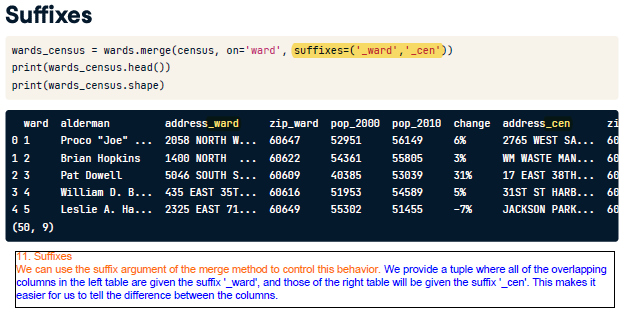 Suffixes
wards_census = wards.merge(census, on='ward', suffixes=('_ward','_cen'))
print(wards_census.head())
print(wards_census.shape)
ward alderman address_ward zip_ward pop_2000 pop_2010 change address_cen zi
0 1 Proco "Joe" ... 2058 NORTH W... 60647 52951 56149 6% 2765 WEST SA... 60
1 2 Brian Hopkins 1400 NORTH ... 60622 54361 55805 3% WM WASTE MAN... 60
2 3 Pat Dowell 5046 SOUTH S... 60609 40385 53039 31% 17 EAST 38TH... 60
3 4 William D. B... 435 EAST 35T... 60616 51953 54589 5% 31ST ST HARB... 60
4 5 Leslie A. Ha... 2325 EAST 71... 60649 55302 51455 -7% JACKSON PARK... 60
(50, 9)
11. Suffixes
We can use the suffix argument of the merge method to control this behavior. We provide a tuple where all of the overlapping
columns in the left table are given the suffix '_ward', and those of the right table will be given the suffix '_cen'. This makes it
easier for us to tell the difference between the columns.